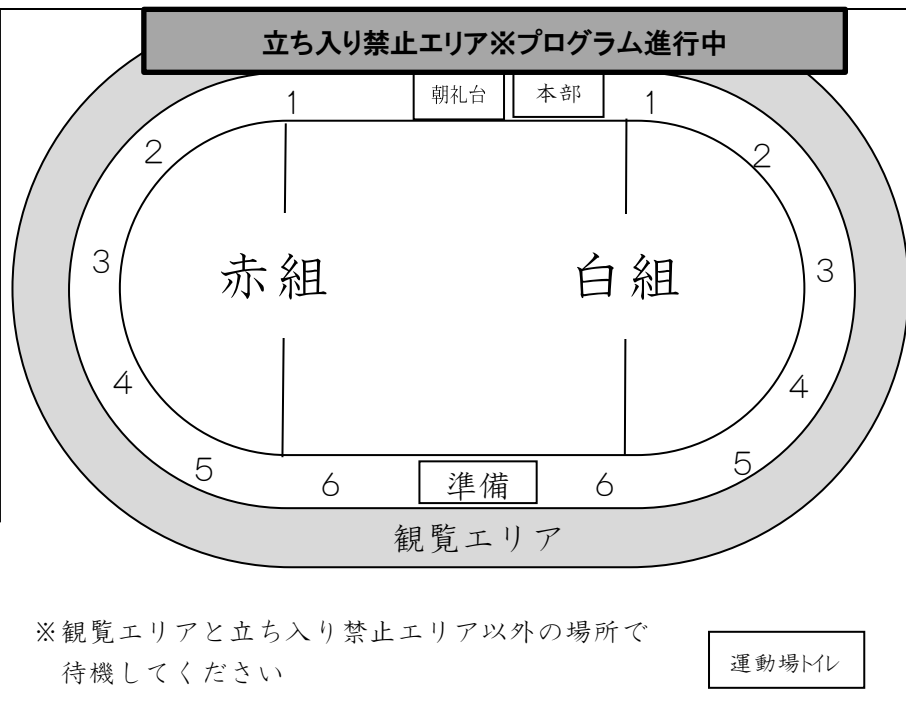 立ち入り禁止エリア※プログラム進行中
1
朝礼台
本部
1
2
2
3
赤組
白組
3
4
4
5
6
準備
6
5
観覧エリア
※観覧エリアと立ち入り禁止エリア以外の場所で
待機してください
運動場トイレ